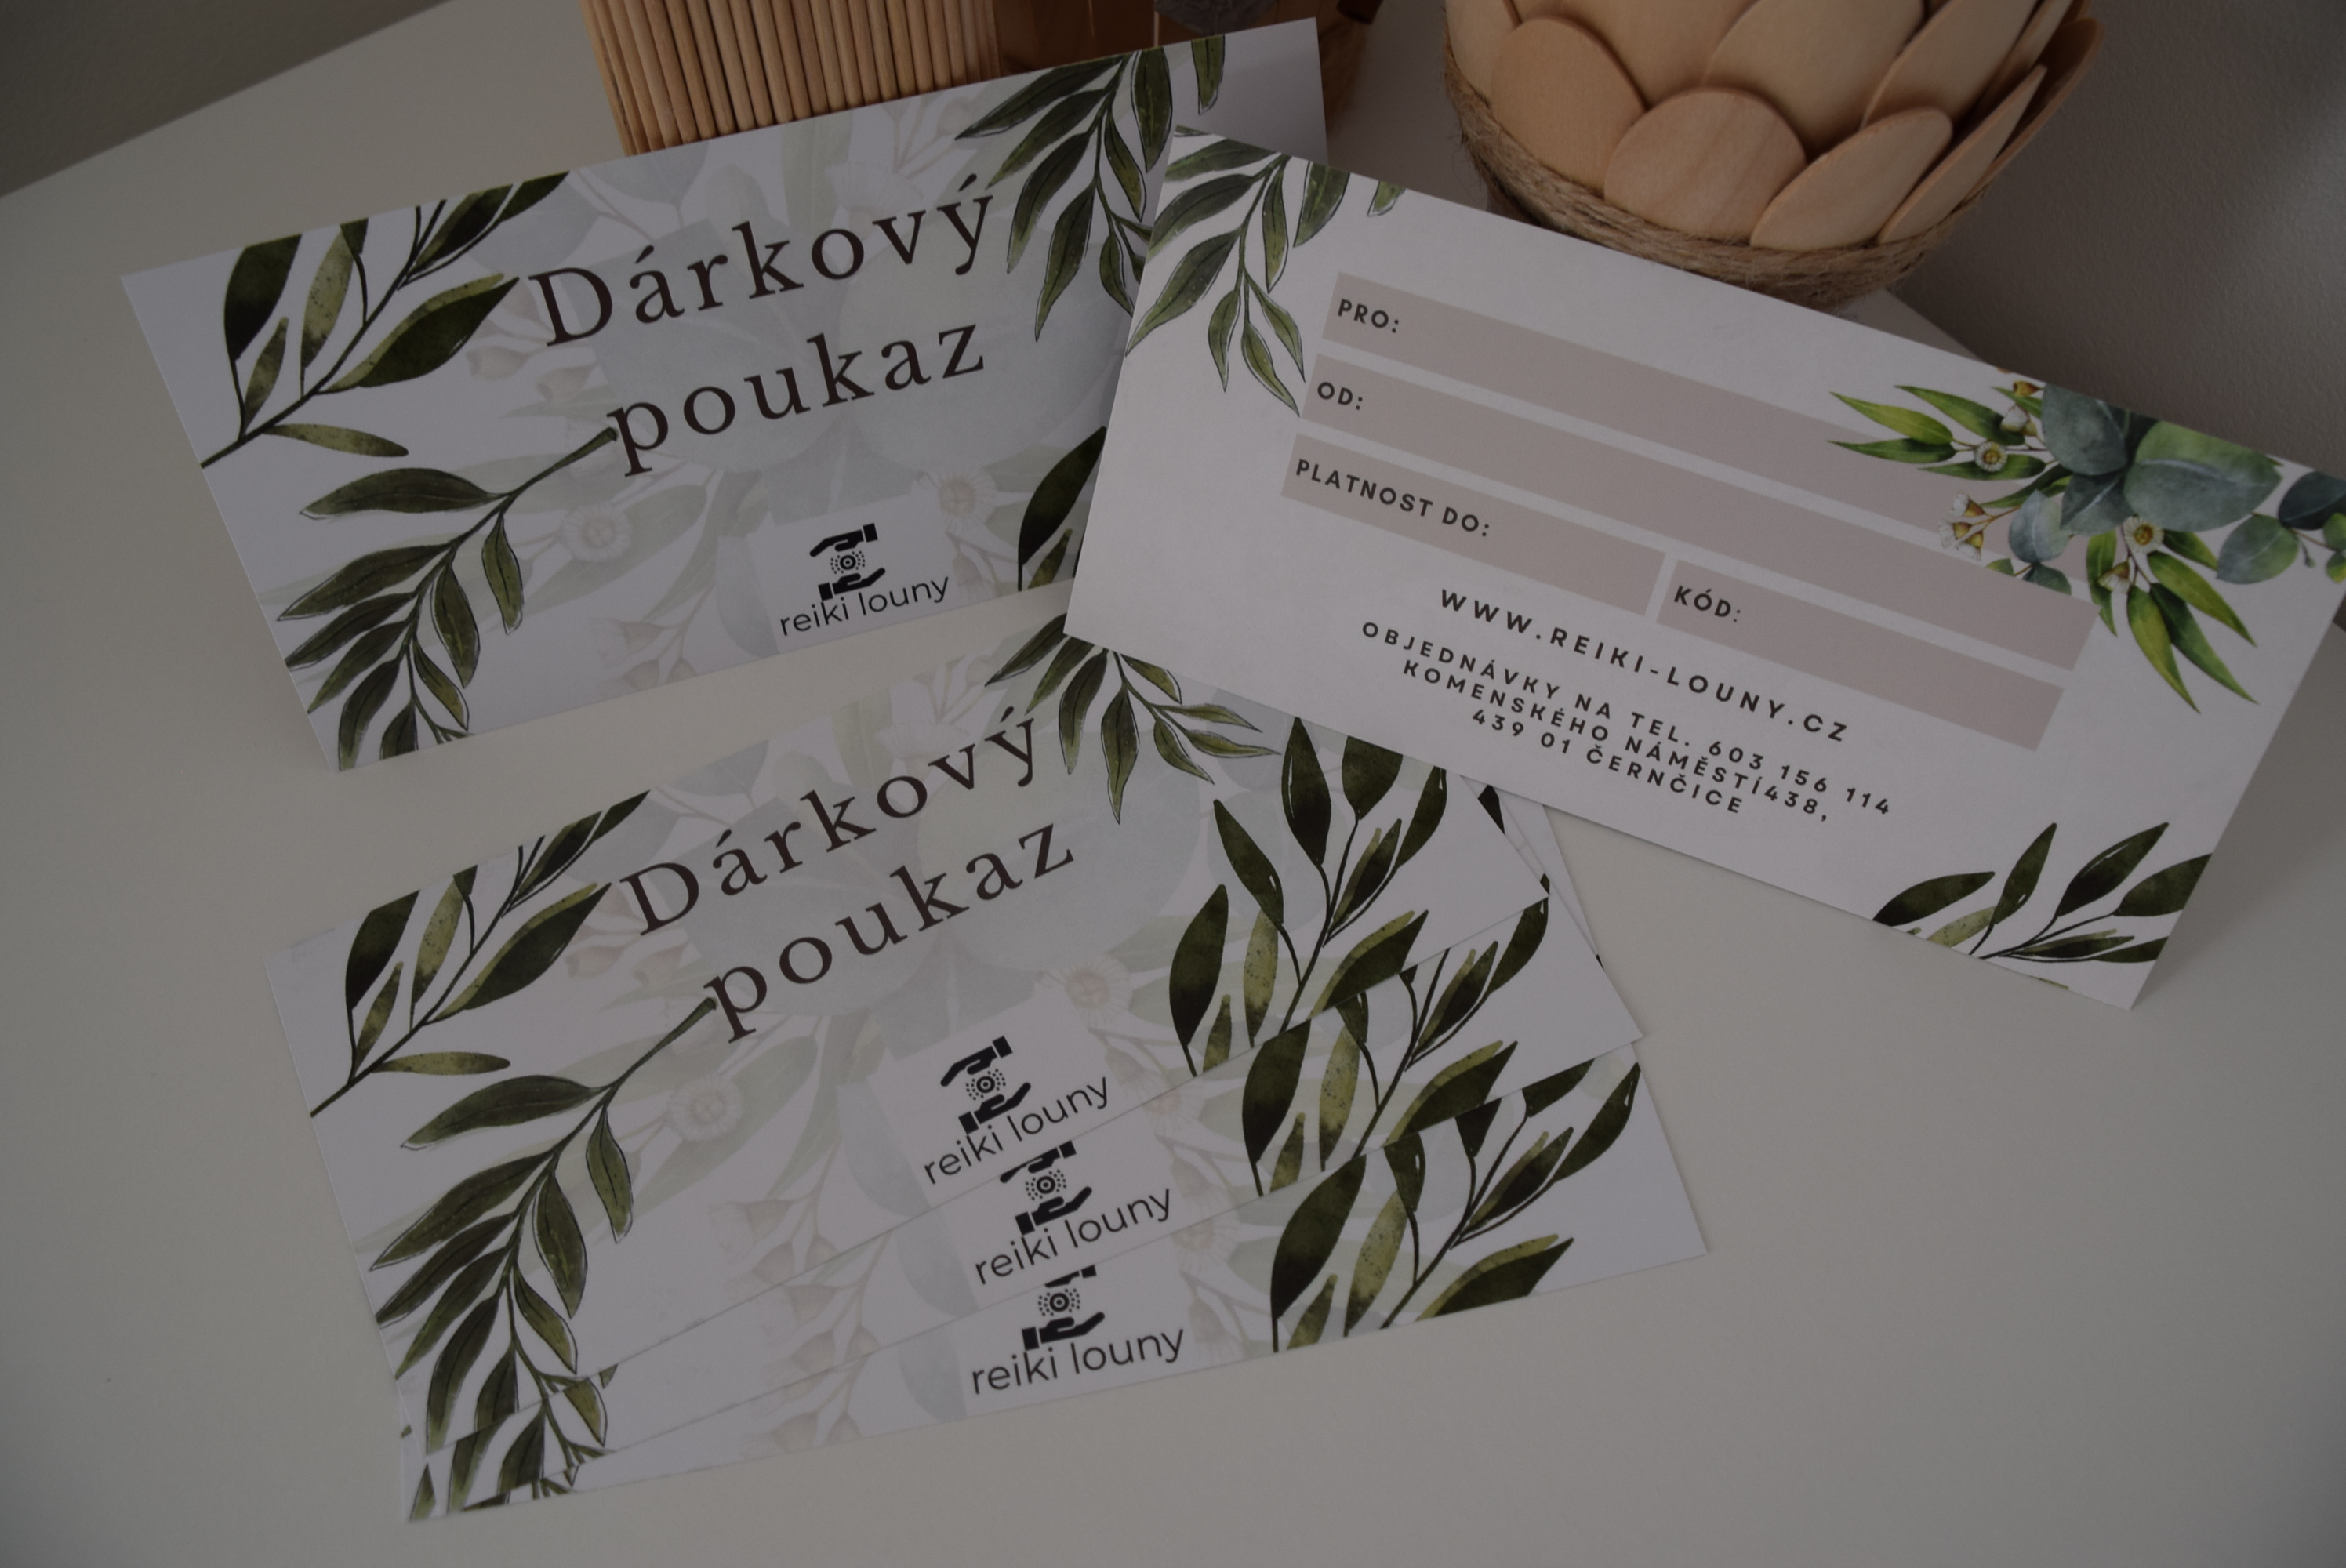 Dárkový
poukaz
reiki louny
PRO:
OD:
PLATNOST DO:
KÓD:
WWW.REIKI-LOUNY.CZ
OBJEDNÁVKY NA TEL. 603 156 114
KOMENSKÉHO NÁMĚSTÍ438,
439 01 ČERNČICE
Dárkový
poukaz
reiki louny
reiki louny
reiki louny